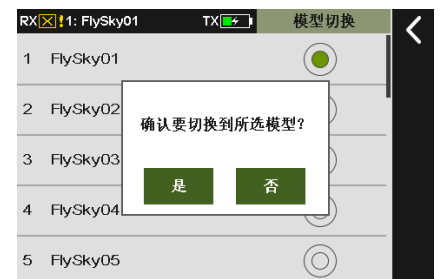 RX 1: FlySky01 TX 模型切换
1 FlySky01
2 FlySky02
确认要切换到所选模型?
3 FlySky03
是 否
4 FlySky04
5 FlySky05